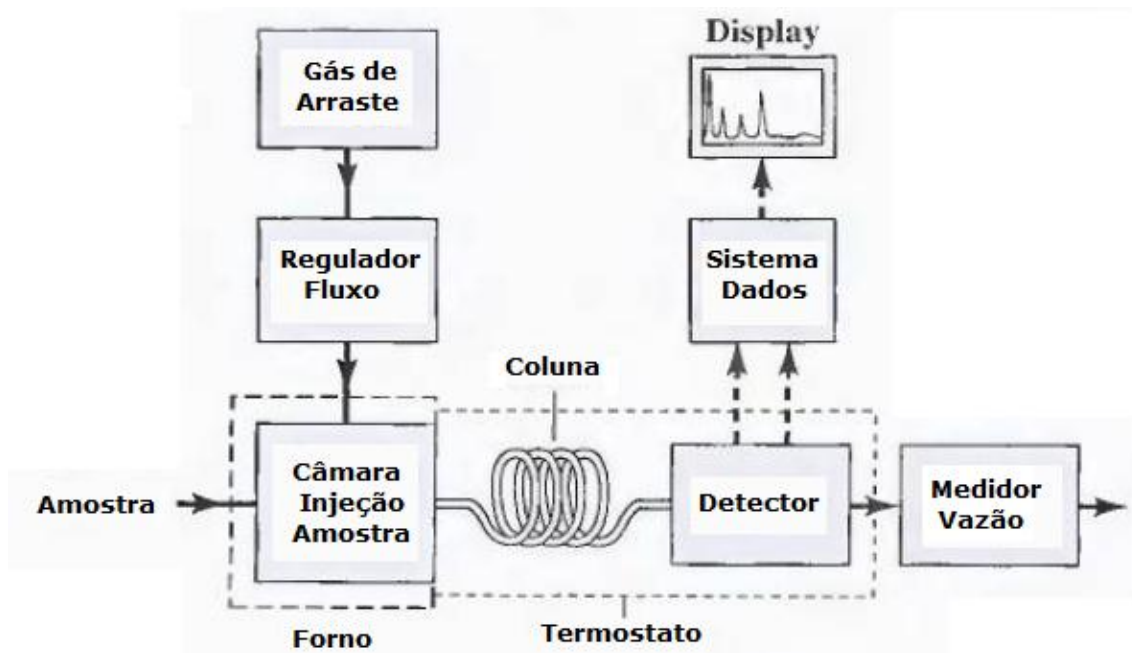 Display
Gás de
Arraste
Regulador
Fluxo
Sistema
Dados
Coluna
Amostra
Câmara
Injeção
Amostra
Detector
Medidor
Vazão
Forno
Termostato